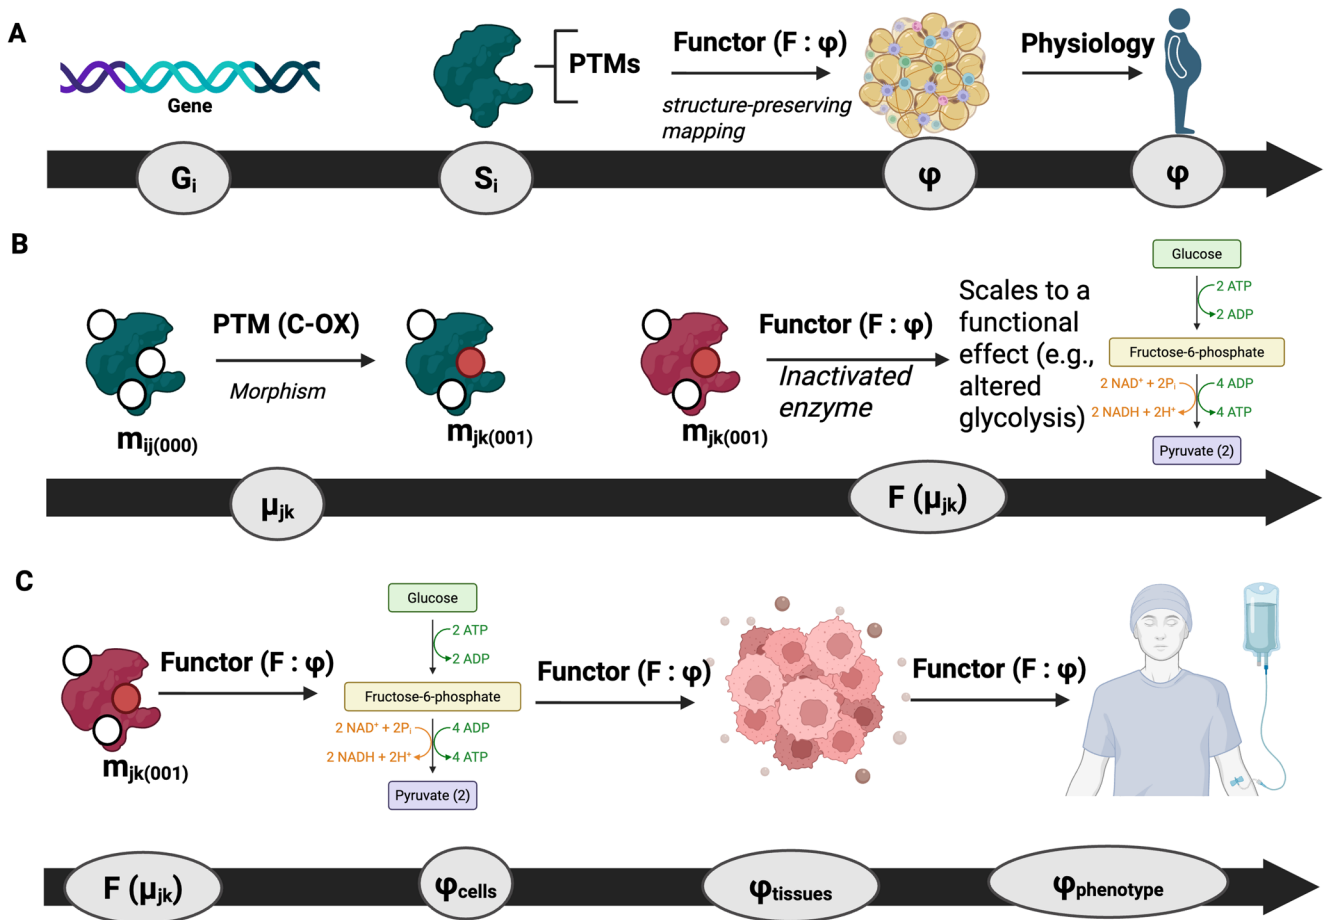 A
Gene
PTMs
Functor (F : φ)
structure-preserving
mapping
Physiology
Gi
Si
φ
φ
B
mij(000)
PTM (C-OX)
Morphism
mjk(001)
mjk(001)
Functor (F : φ)
Inactivated
enzyme
Scales to a
functional
effect (e.g.,
altered
glycolysis)
Glucose
2 ATP
2 ADP
Fructose-6-phosphate
2 NAD⁺ + 2Pi
4 ADP
2 NADH + 2H⁺
4 ATP
Pyruvate (2)
μjk
F (μjk)
C
mjk(001)
Functor (F : φ)
Glucose
2 ATP
2 ADP
Fructose-6-phosphate
2 NAD⁺ + 2Pi
4 ADP
2 NADH + 2H⁺
4 ATP
Pyruvate (2)
Functor (F : φ)
Functor (F : φ)
F (μjk)
φcells
φtissues
φphenotype